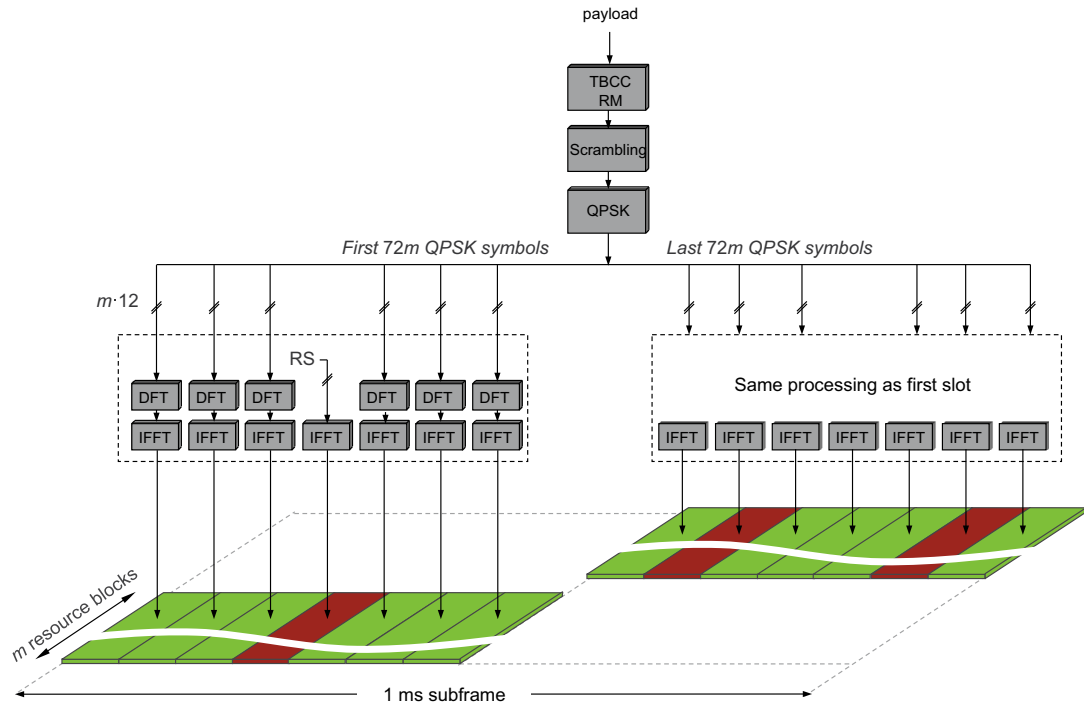 payload
TBCC
RM
Scrambling
QPSK
First 72m QPSK symbols
Last 72m QPSK symbols
m·12
RS
DFT DFT DFT DFT DFT DFT
IFFT IFFT IFFT IFFT IFFT IFFT IFFT
Same processing as first slot
IFFT IFFT IFFT IFFT IFFT IFFT IFFT
m resource blocks
1 ms subframe